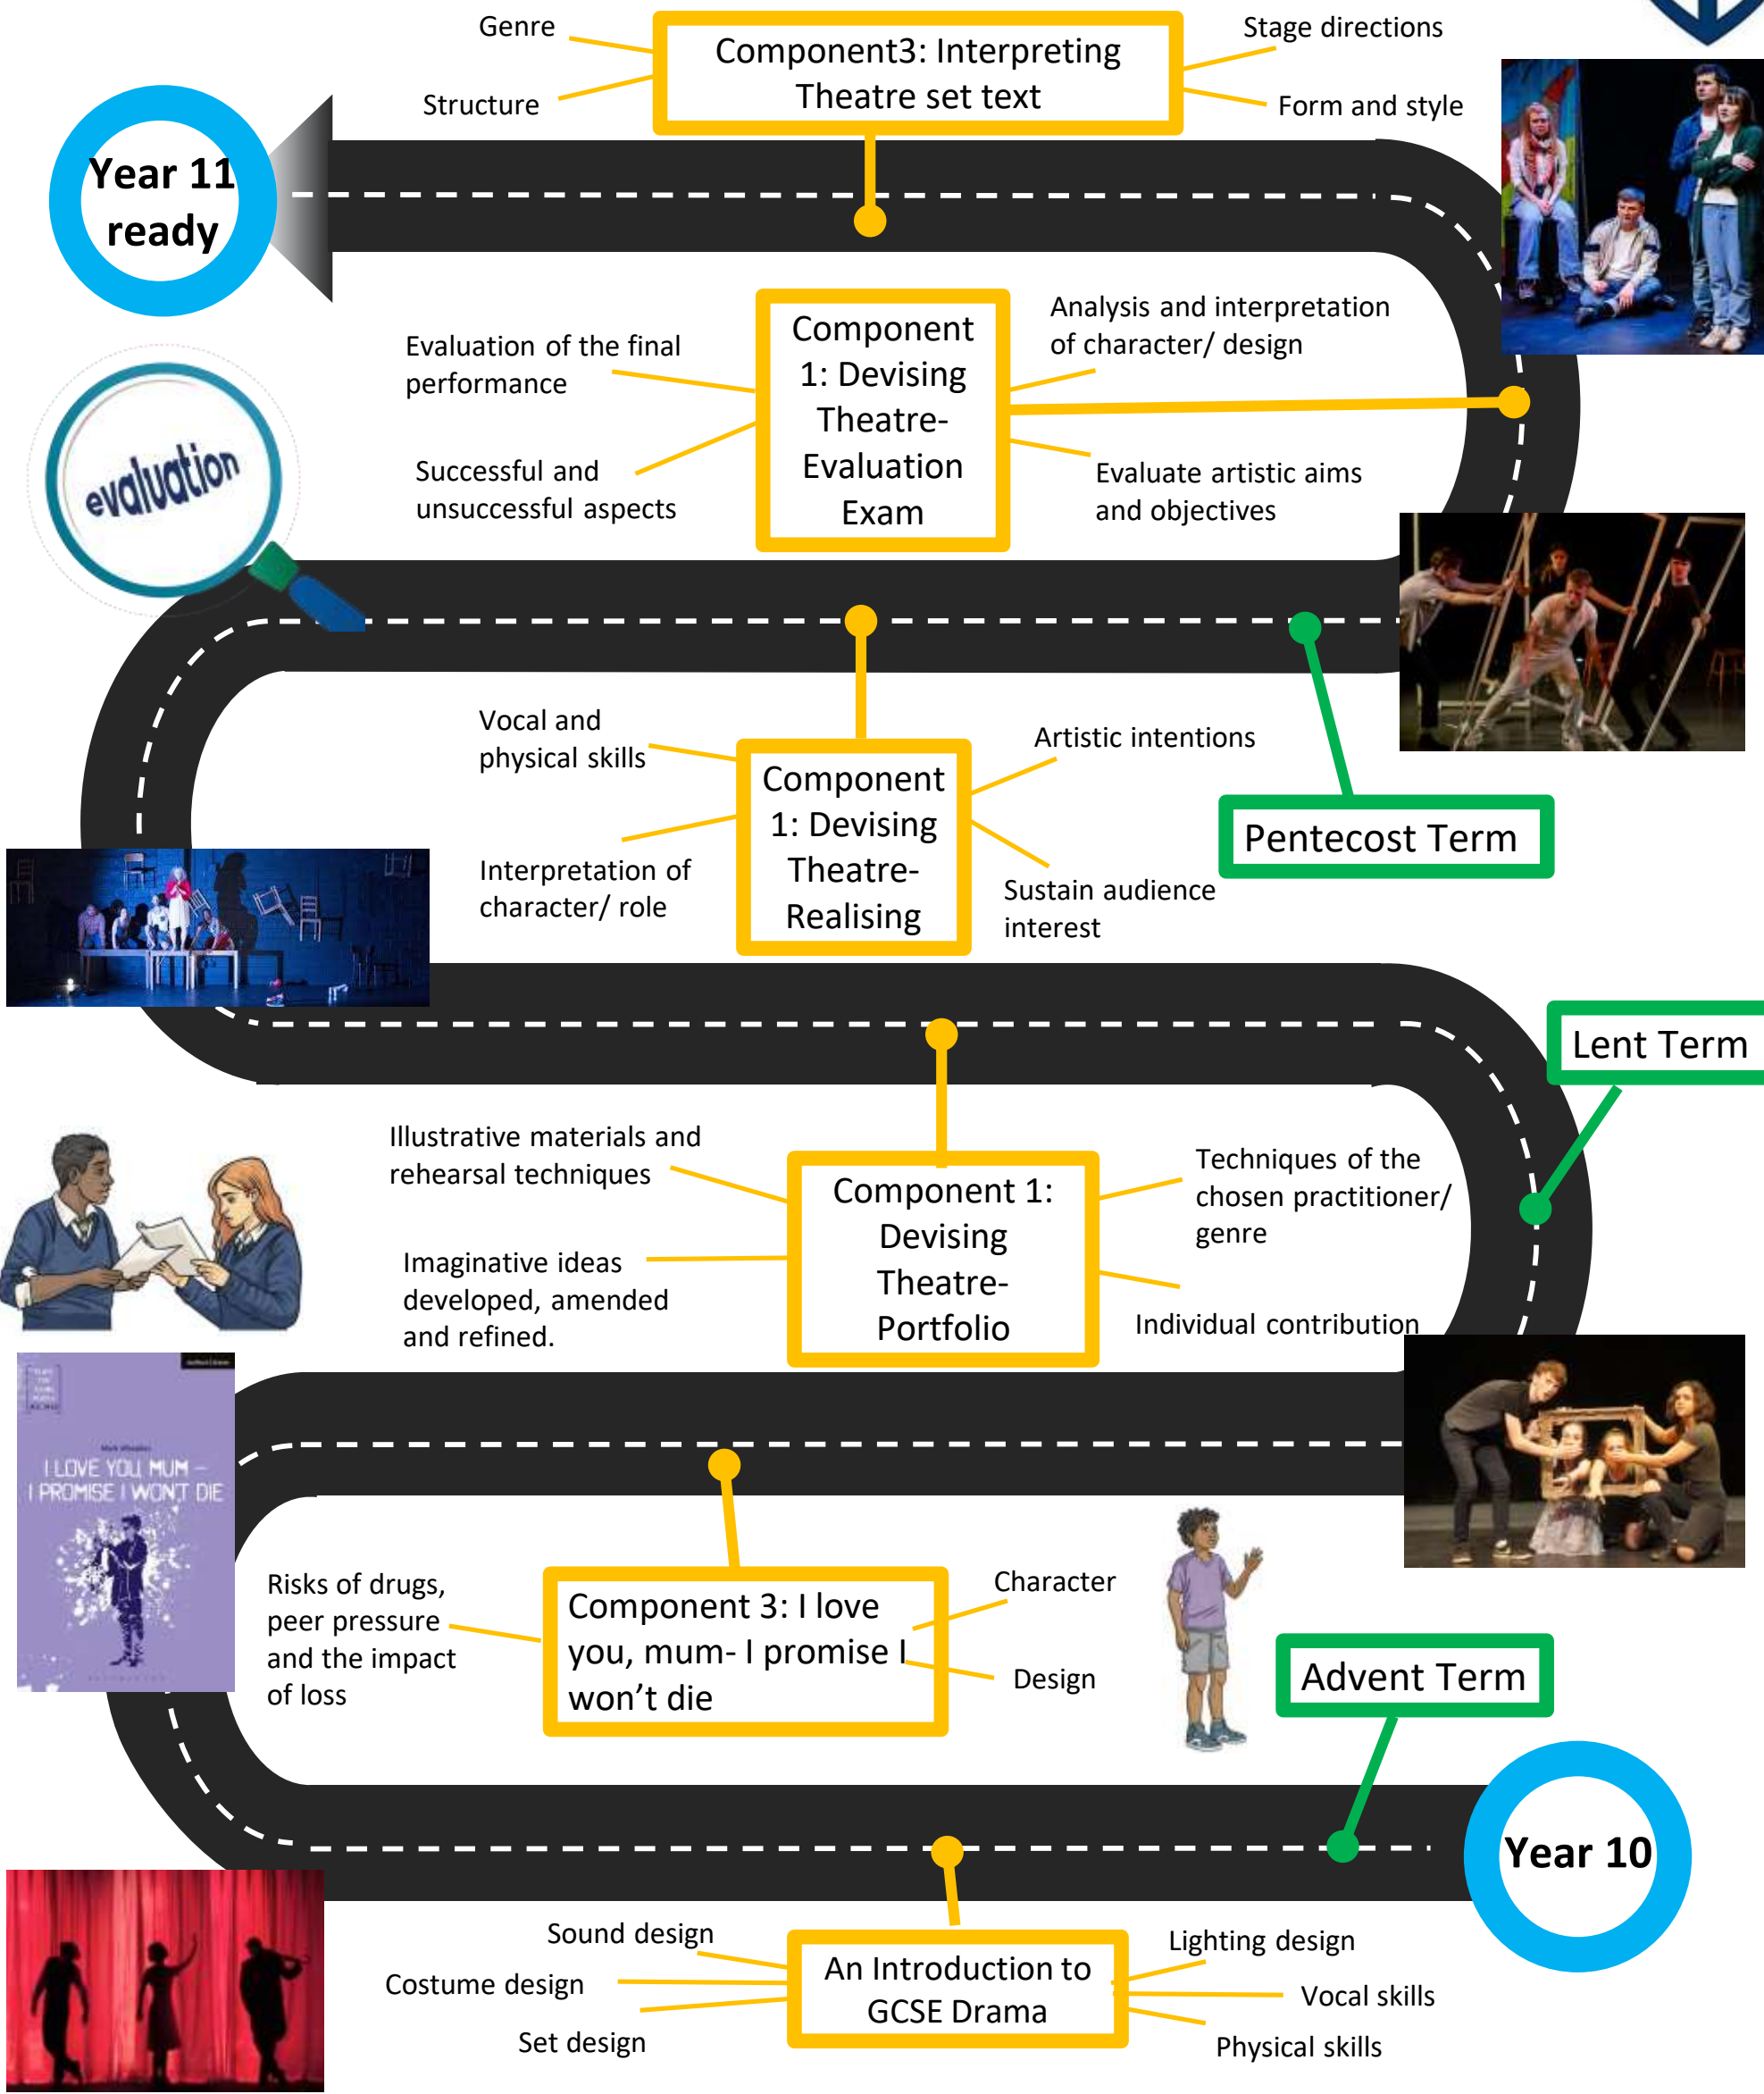 Genre
Structure
Component3: Interpreting
Theatre set text
Stage directions
Form and style
Year 11
ready
Evaluation of the final
performance
Successful and
unsuccessful aspects
Component
1: Devising
Theatre-
Evaluation
Exam
Analysis and interpretation
of character/ design
Evaluate artistic aims
and objectives
evaluation
Vocal and
physical skills
Interpretation of
character/ role
Component
1: Devising
Theatre-
Realising
Artistic intentions
Sustain audience
interest
Pentecost Term
Lent Term
Illustrative materials and
rehearsal techniques
Imaginative ideas
developed, amended
and refined.
Component 1:
Devising
Theatre-
Portfolio
Techniques of the
chosen practitioner/
genre
Individual contribution
I LOVE YOU, MUM –
I PROMISE I WON'T DIE
Risks of drugs,
peer pressure
and the impact
of loss
Component 3: I love
you, mum- I promise I
won’t die
Character
Design
Advent Term
Year 10
Sound design
Costume design
Set design
An Introduction to
GCSE Drama
Lighting design
Vocal skills
Physical skills